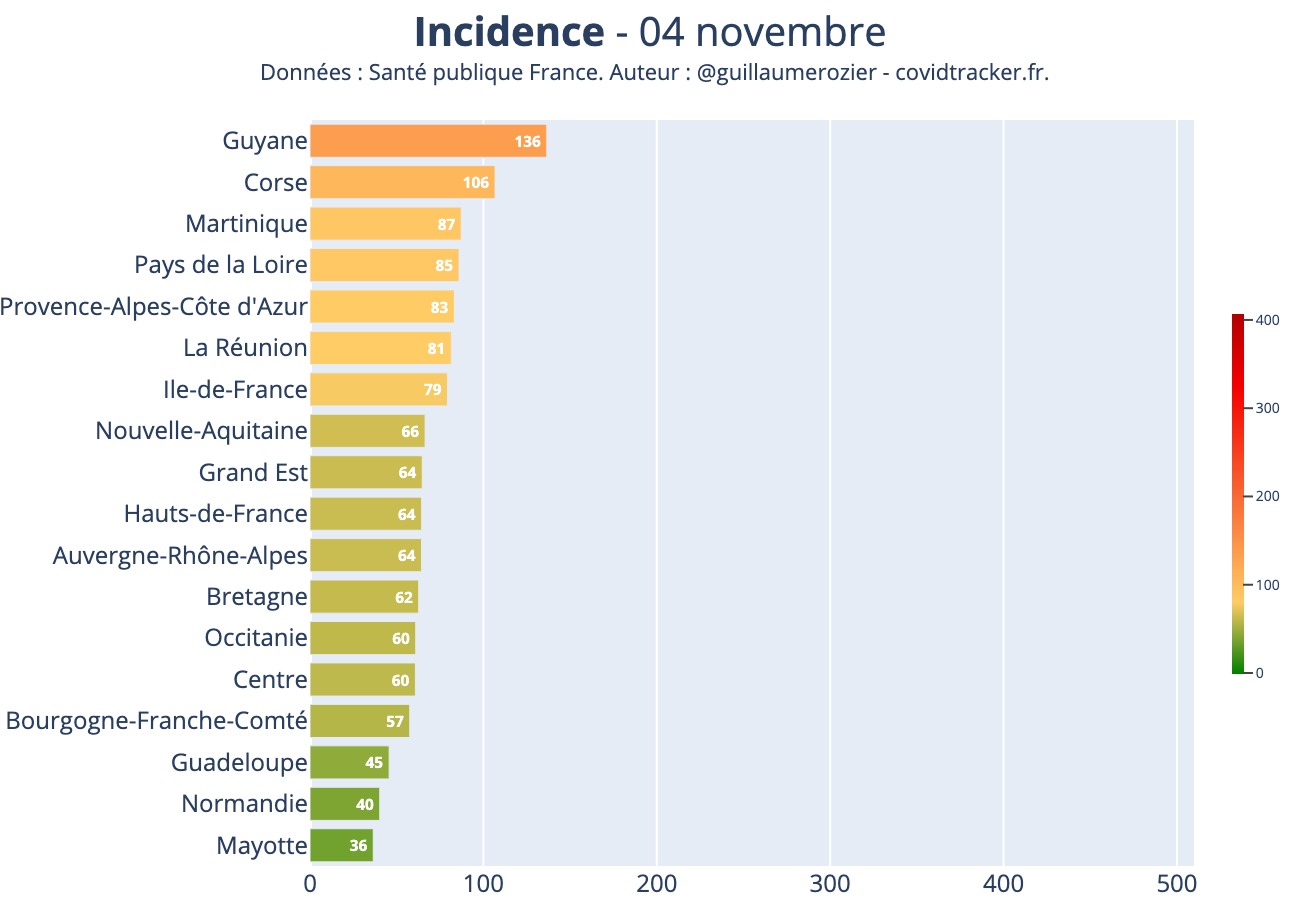 Incidence - 04 novembre
Données : Santé publique France. Auteur : @guillaumerozier - covidtracker.fr.
Guyane 136
Corse 106
Martinique 87
Pays de la Loire 85
Provence-Alpes-Côte d'Azur 83
La Réunion 81
Ile-de-France 79
Nouvelle-Aquitaine 66
Grand Est 64
Hauts-de-France 64
Auvergne-Rhône-Alpes 64
Bretagne 62
Occitanie 60
Centre 60
Bourgogne-Franche-Comté 57
Guadeloupe 45
Normandie 40
Mayotte 36
0 100 200 300 400 500
400
300
200
100
0